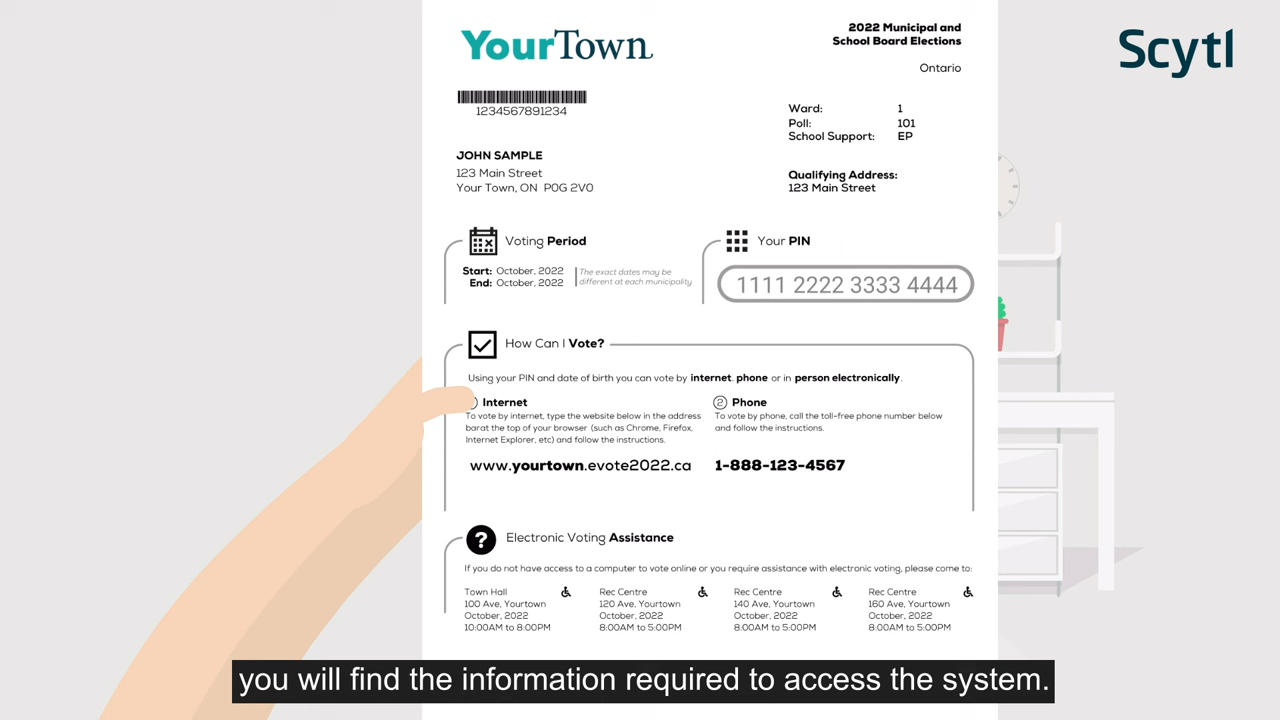 YourTown
2022 Municipal and
School Board Elections
Ontario
Scytl
1234567891234
Ward: 1
Poll: 101
School Support: EP
JOHN SAMPLE
123 Main Street
Your Town, ON P0G 2V0
Qualifying Address:
123 Main Street
Voting Period
Start: October, 2022
End: October, 2022
The exact dates may be
different at each municipality
Your PIN
1111 2222 3333 4444
How Can I Vote?
Using your PIN and date of birth you can vote by internet. phone or in person electronically.
Internet
To vote by internet, type the website below in the address
barat the top of your browser (such as Chrome, Firefox,
Internet Explorer, etc) and follow the instructions.
www.yourtown.evote2022.ca
2 Phone
To vote by phone, call the toll-free phone number below
and follow the instructions.
1-888-123-4567
? Electronic Voting Assistance
If you do not have access to a computer to vote online or you require assistance with electronic voting, please come to:
Town Hall
100 Ave, Yourtown
October, 2022
10:00AM to 8:00PM
Rec Centre
120 Ave, Yourtown
October, 2022
8:00AM to 5:00PM
Rec Centre
140 Ave, Yourtown
October, 2022
8:00AM to 5:00PM
Rec Centre
160 Ave, Yourtown
October, 2022
8:00AM to 5:00PM
you will find the information required to access the system.